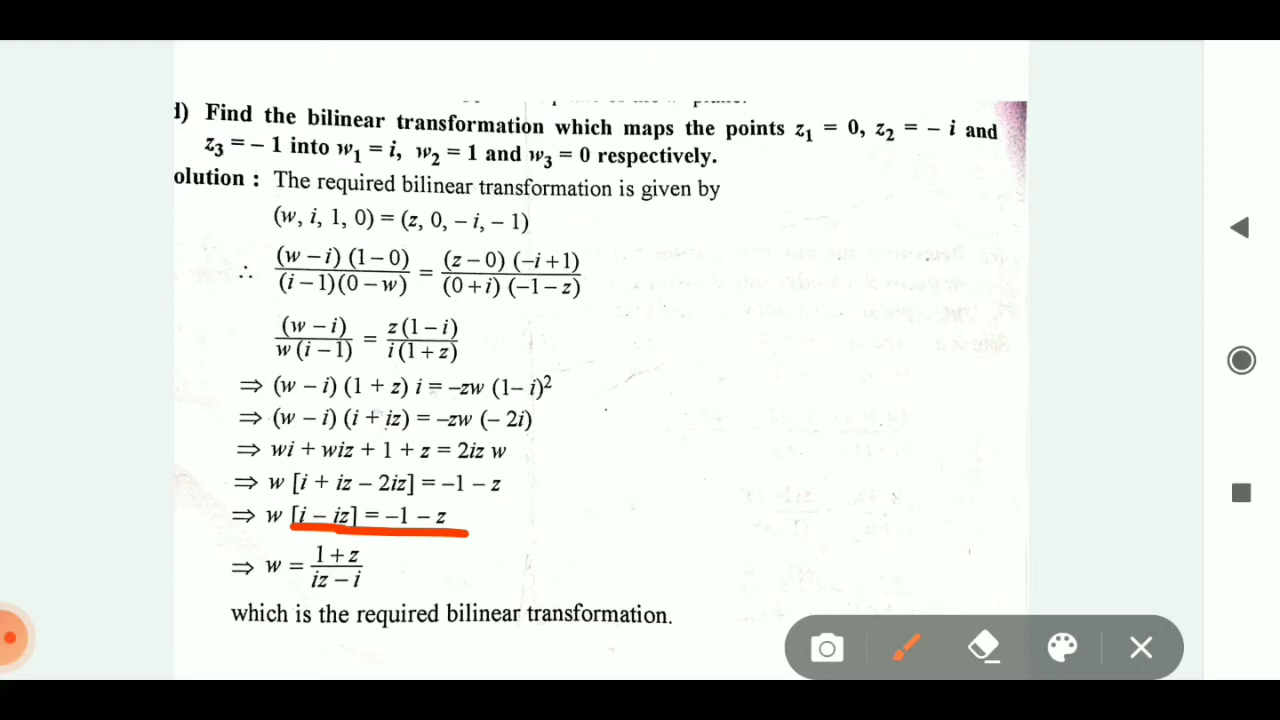 d) Find the bilinear transformation which maps the points z₁ = 0, z₂ = – i and
z₃ = – 1 into w₁ = i, w₂ = 1 and w₃ = 0 respectively.
olution : The required bilinear transformation is given by
(w, i, 1, 0) = (z, 0, – i, – 1)
∴ (w – i) (1 – 0) / (i – 1)(0 – w) = (z – 0) (–i + 1) / (0 + i) (–1 – z)
(w – i) / w (i – 1) = z (1 – i) / i (1 + z)
⇒ (w – i) (1 + z) i = –zw (1– i)²
⇒ (w – i) (i + iz) = –zw (– 2i)
⇒ wi + wiz + 1 + z = 2iz w
⇒ w [i + iz – 2iz] = –1 – z
⇒ w [i – iz] = –1 – z
⇒ w = 1 + z / iz – i
which is the required bilinear transformation.